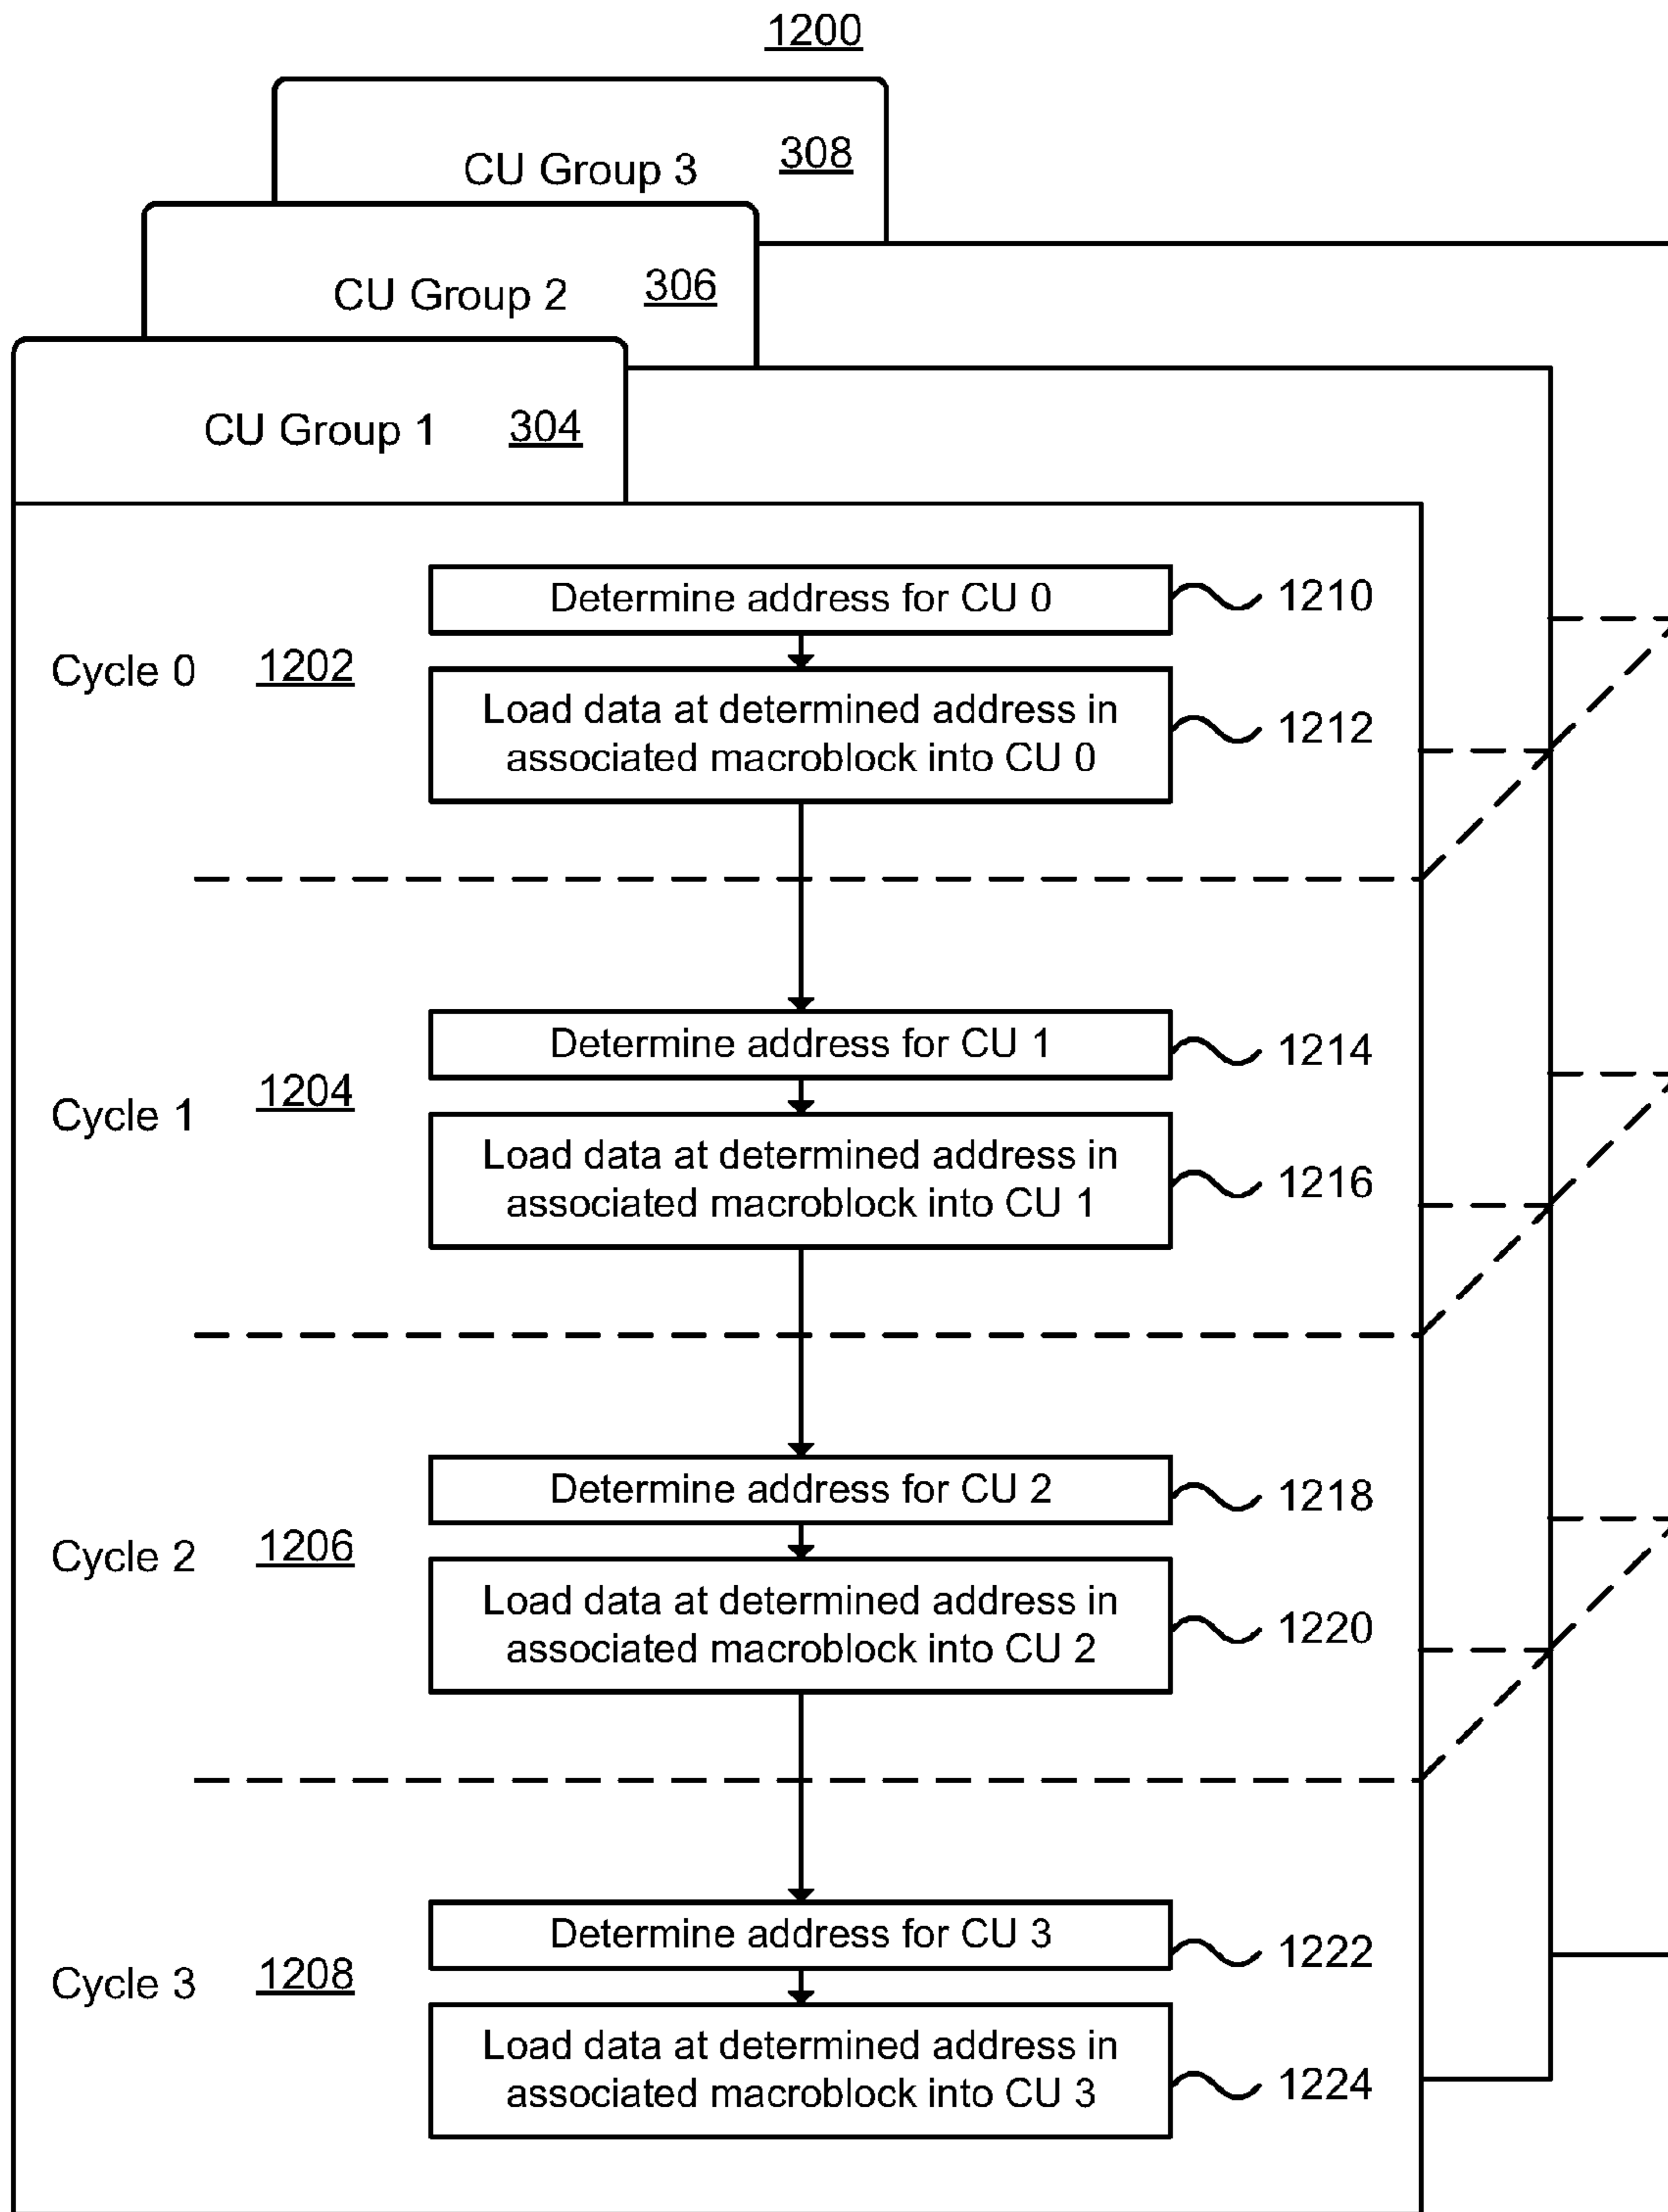 1200
CU Group 3 308
CU Group 2 306
CU Group 1 304
Determine address for CU 0 1210
Cycle 0 1202
Load data at determined address in
associated macroblock into CU 0
1212
Determine address for CU 1 1214
Cycle 1 1204
Load data at determined address in
associated macroblock into CU 1
1216
Determine address for CU 2 1218
Cycle 2 1206
Load data at determined address in
associated macroblock into CU 2
1220
Determine address for CU 3 1222
Cycle 3 1208
Load data at determined address in
associated macroblock into CU 3
1224